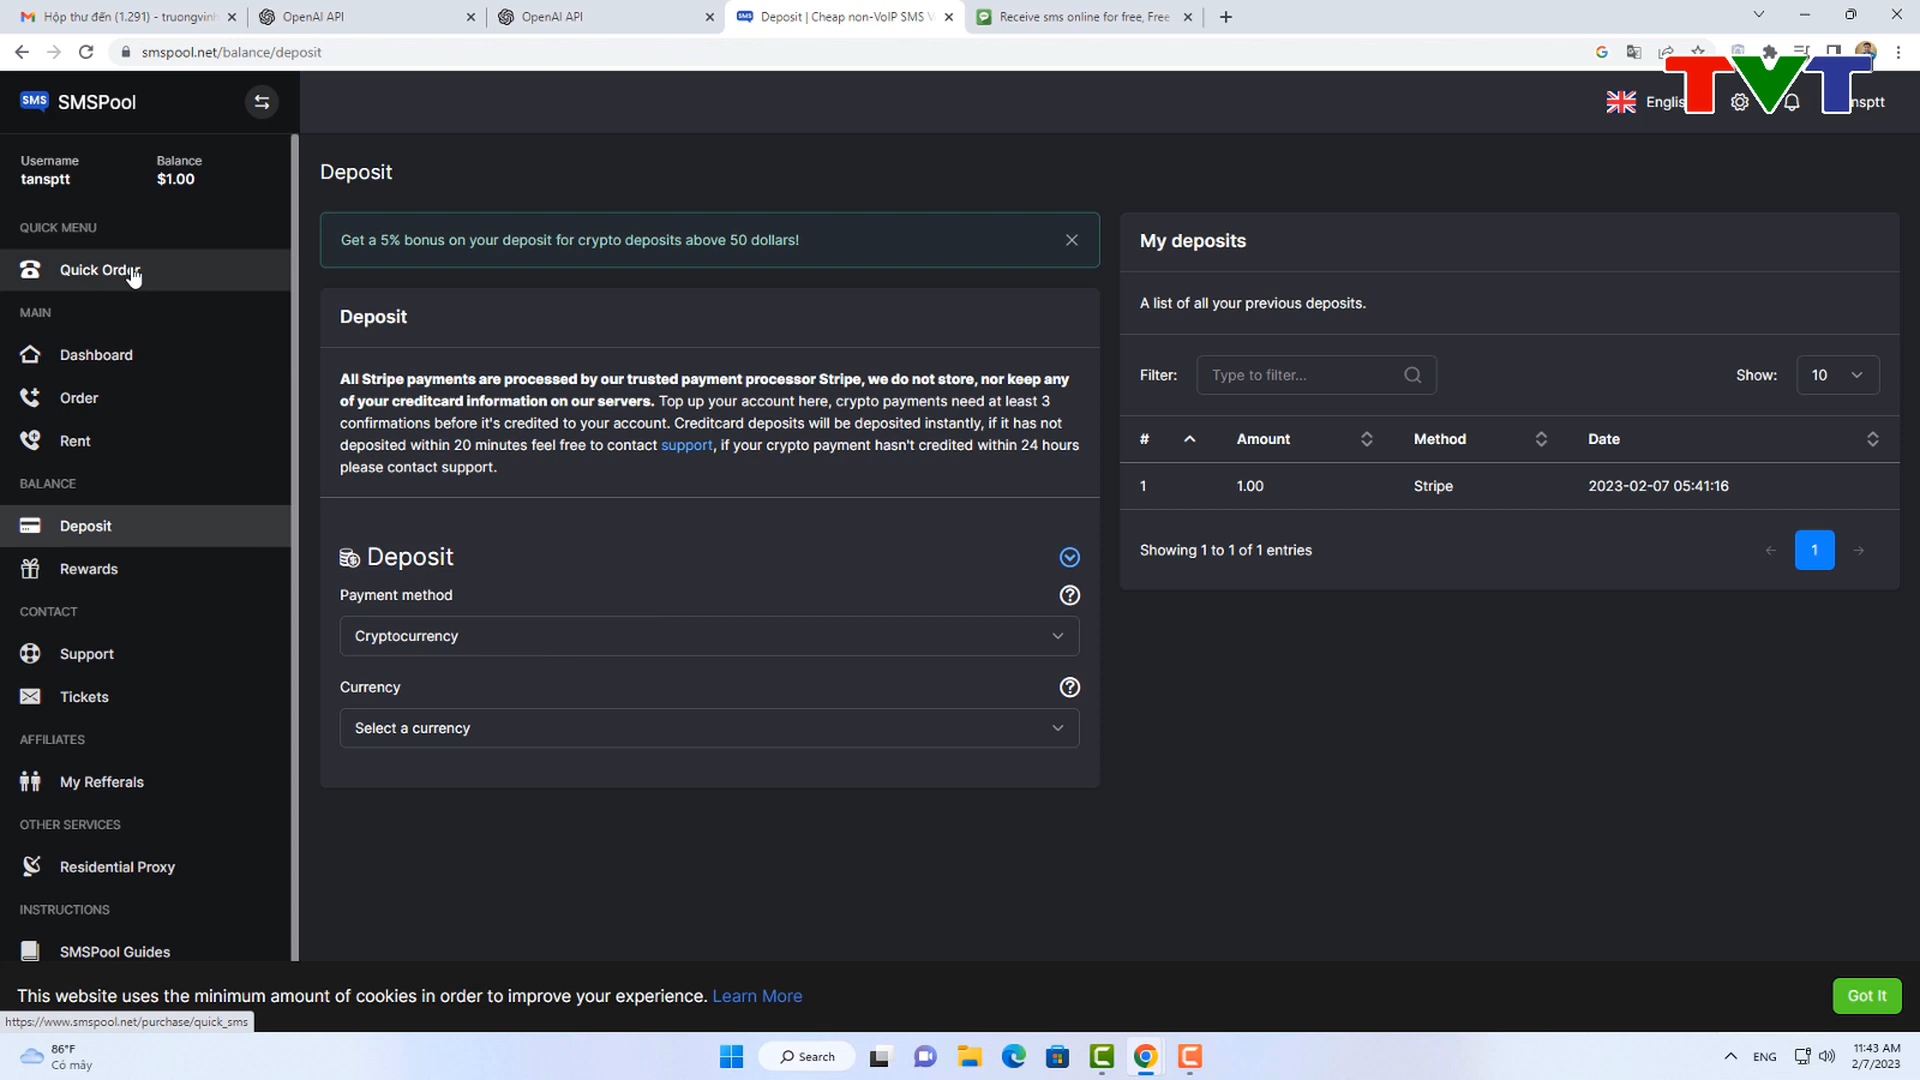 Hộp thư đến (1.291) - truongvinh
OpenAI API
OpenAI API
Deposit | Cheap non-VoIP SMS V
Receive sms online for free, Free
smspool.net/balance/deposit
TVT
SMS SMSPool
Englis
nsptt
Username Balance
tansptt $1.00
QUICK MENU
Quick Order
MAIN
Dashboard
Order
Rent
BALANCE
Deposit
Rewards
CONTACT
Support
Tickets
AFFILIATES
My Refferals
OTHER SERVICES
Residential Proxy
INSTRUCTIONS
SMSPool Guides
Deposit
Get a 5% bonus on your deposit for crypto deposits above 50 dollars!
Deposit
All Stripe payments are processed by our trusted payment processor Stripe, we do not store, nor keep any
of your creditcard information on our servers. Top up your account here, crypto payments need at least 3
confirmations before it's credited to your account. Creditcard deposits will be deposited instantly, if it has not
deposited within 20 minutes feel free to contact support, if your crypto payment hasn't credited within 24 hours
please contact support.
Deposit
Payment method
Cryptocurrency
Currency
Select a currency
My deposits
A list of all your previous deposits.
Filter: Type to filter... Show: 10
# Amount Method Date
1 1.00 Stripe 2023-02-07 05:41:16
Showing 1 to 1 of 1 entries
1
This website uses the minimum amount of cookies in order to improve your experience. Learn More
Got It
https://www.smspool.net/purchase/quick_sms
86°F
Có mây
Search
ENG
11:43 AM
2/7/2023